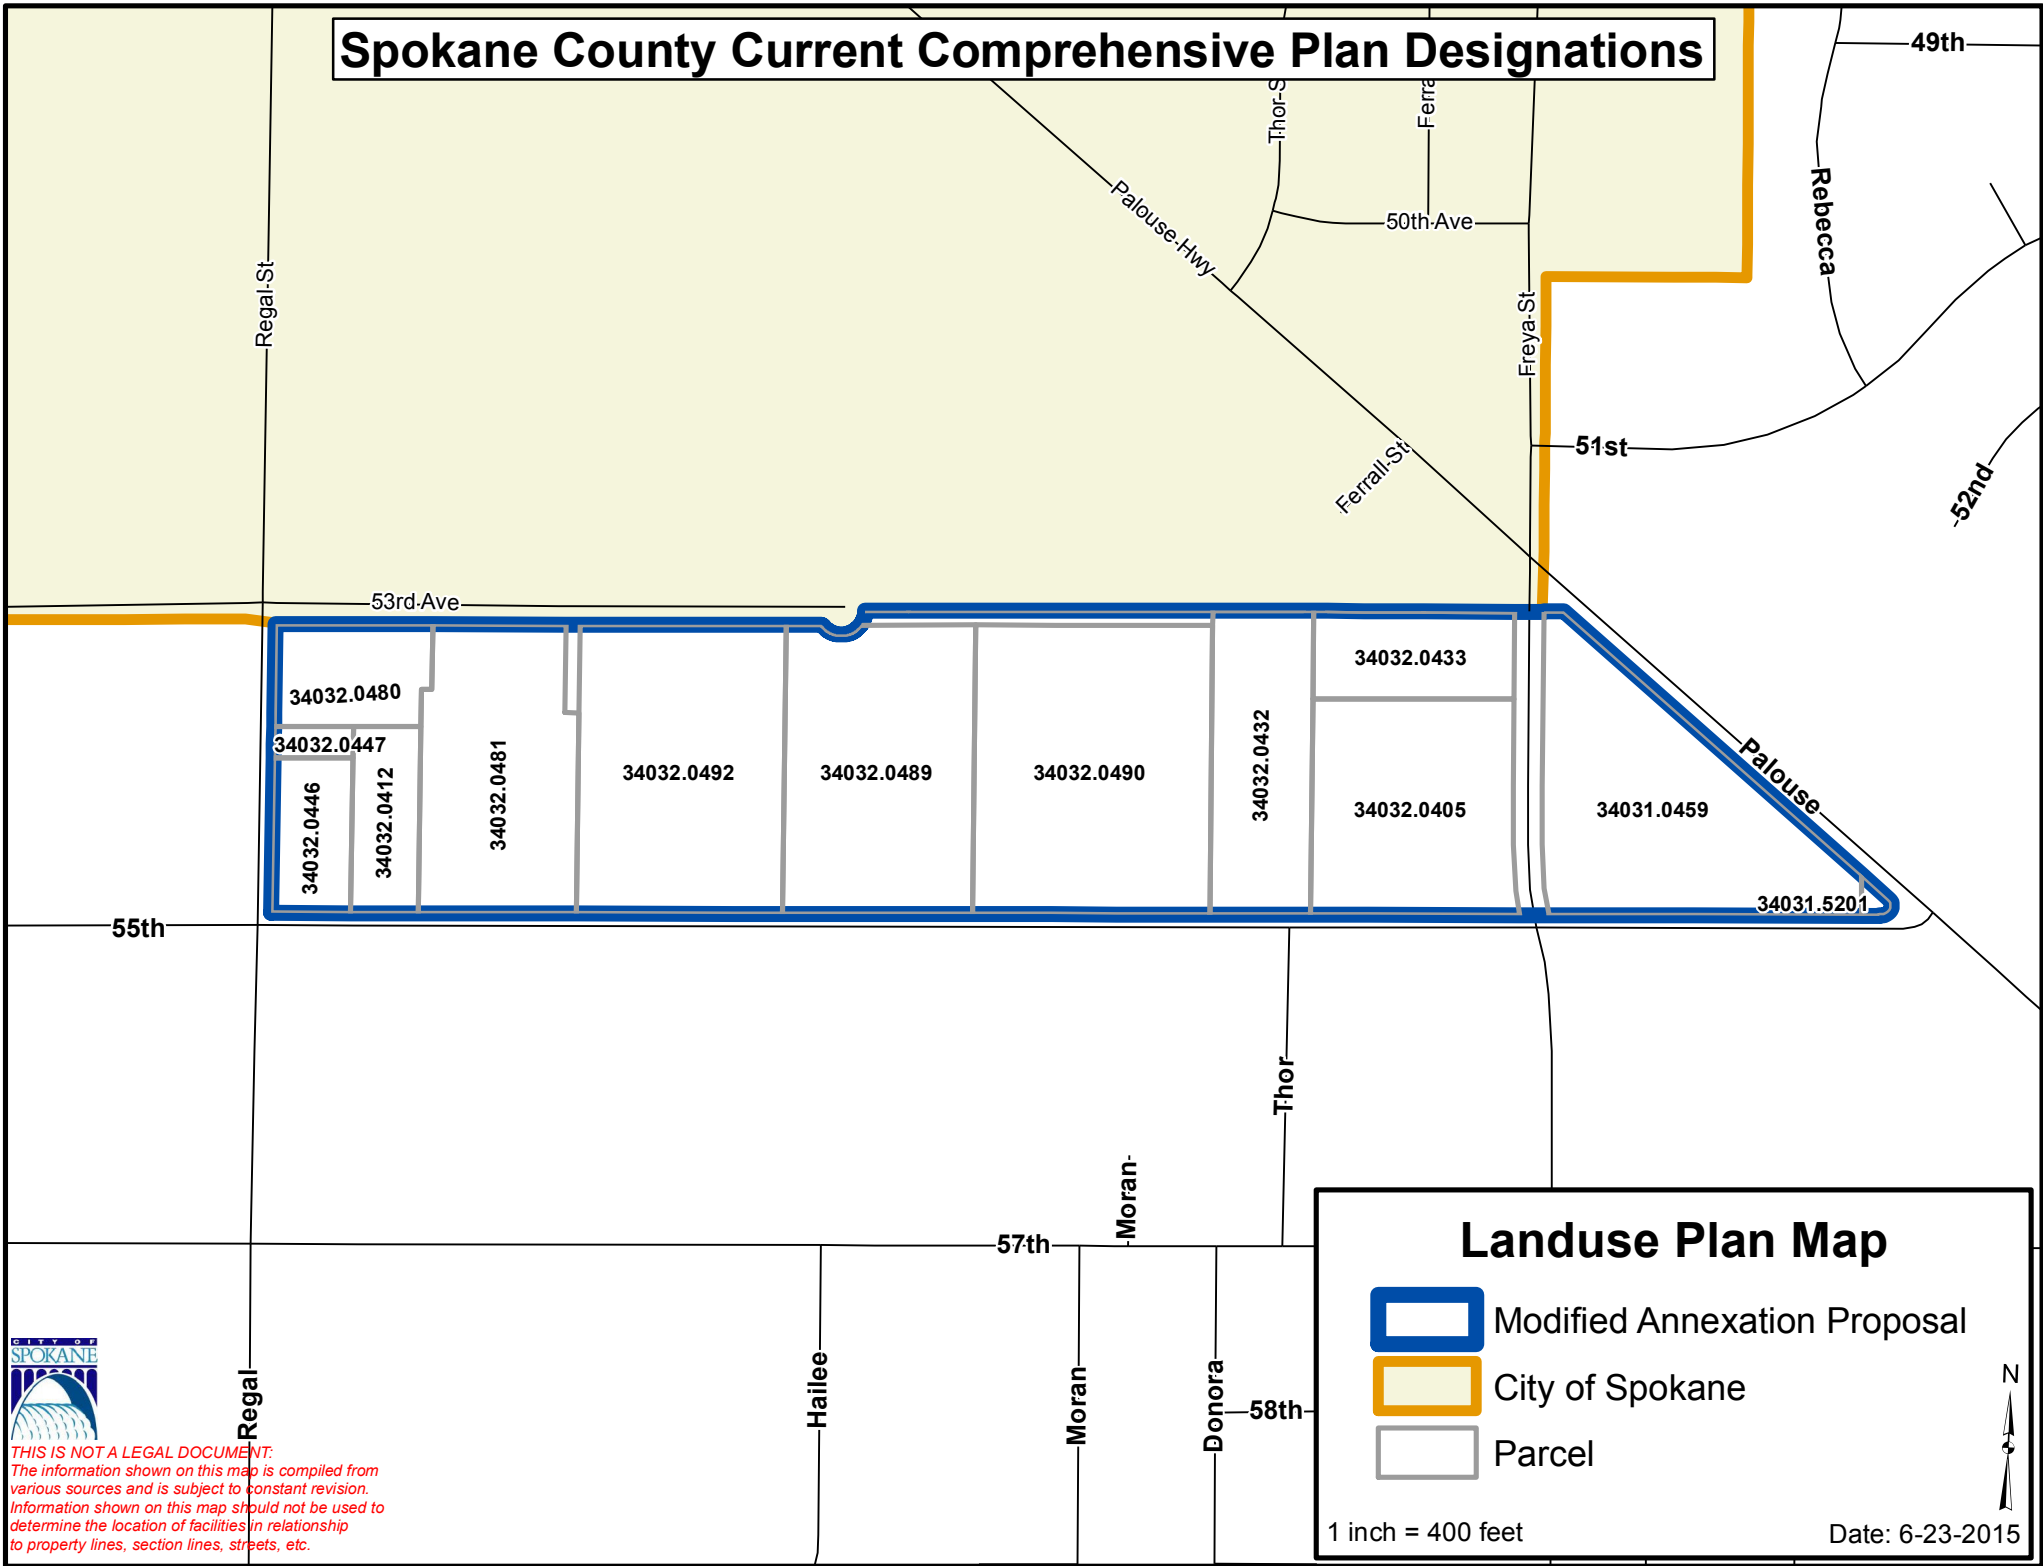 Spokane County Current Comprehensive Plan Designations
49th
Thor-S
Ferra
Rebecca
Palouse-Hwy
50th Ave
Regal-St
Freya-St
51st
Ferrall-St
52nd
53rd Ave
34032.0433
34032.0480
34032.0447
34032.0446
34032.0412
34032.0481
34032.0492
34032.0489
34032.0490
34032.0432
34032.0405
34031.0459
Palouse
34031.5201
55th
Thor
Moran
57th
Regal
Hailee
Moran
Donora
58th
Landuse Plan Map
Modified Annexation Proposal
City of Spokane
Parcel
N
1 inch = 400 feet
Date: 6-23-2015
CITY OF
SPOKANE
THIS IS NOT A LEGAL DOCUMENT:
The information shown on this map is compiled from
various sources and is subject to constant revision.
Information shown on this map should not be used to
determine the location of facilities in relationship
to property lines, section lines, streets, etc.